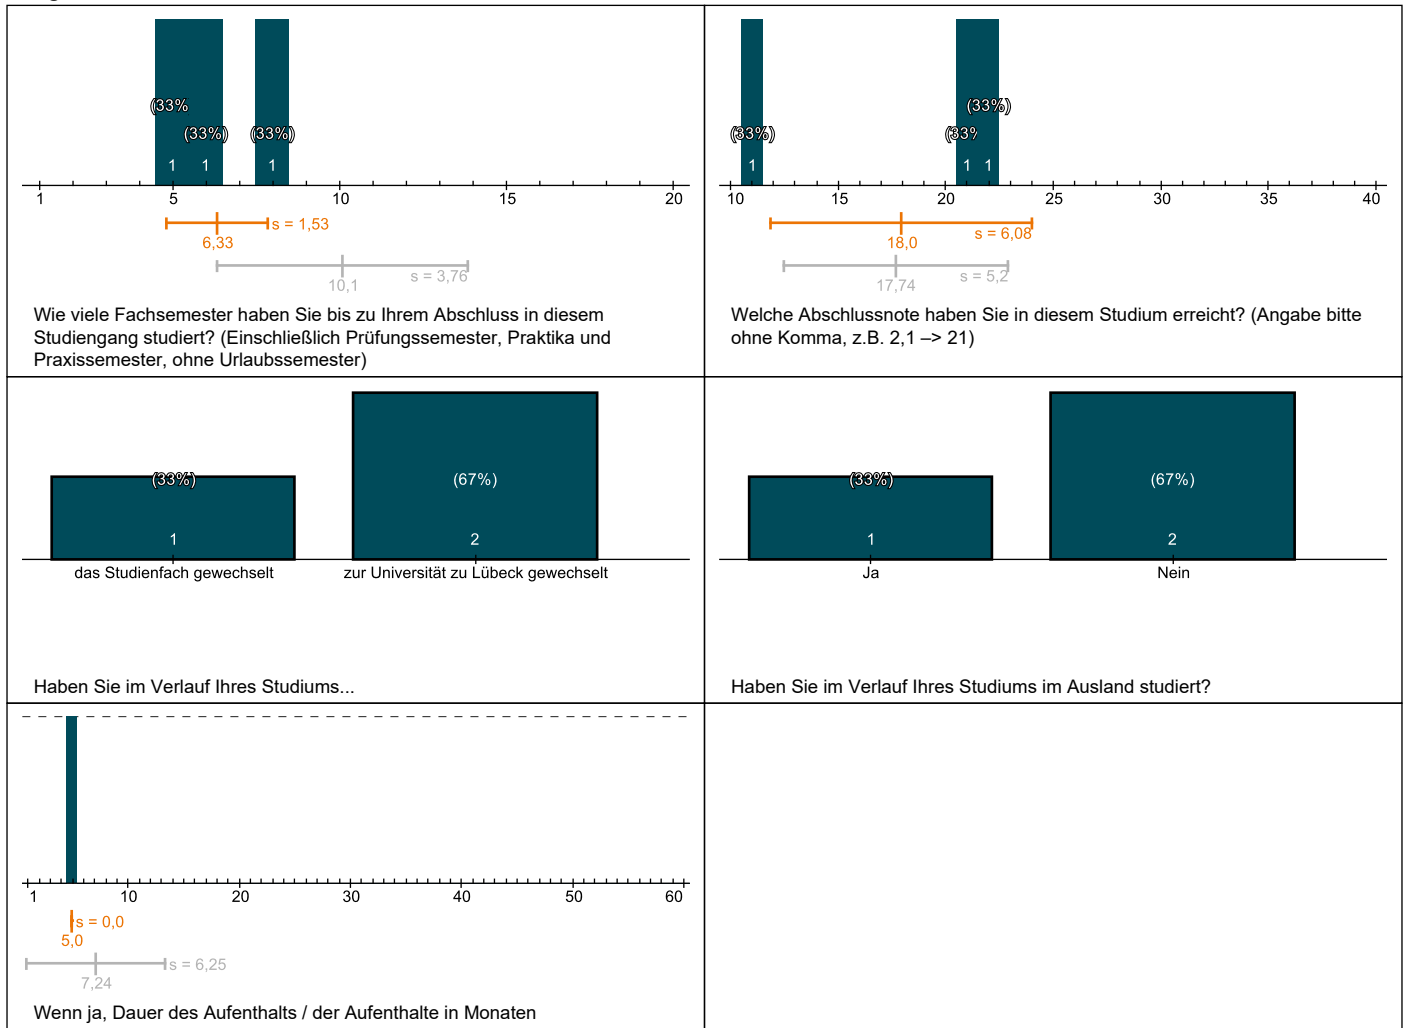 (33%
(33%)
(33%)
1
1
1
1
5
10
15
20
s = 1,53
6,33
s = 3,76
10,1
Wie viele Fachsemester haben Sie bis zu Ihrem Abschluss in diesem
Studiengang studiert? (Einschließlich Prüfungssemester, Praktika und
Praxissemester, ohne Urlaubssemester)
(33%)
(33%)
(33%
1
1
1
10
15
20
25
30
35
40
s = 6,08
18,0
s = 5,2
17,74
Welche Abschlussnote haben Sie in diesem Studium erreicht? (Angabe bitte
ohne Komma, z.B. 2,1 –> 21)
(33%)
(67%)
1
2
das Studienfach gewechselt
zur Universität zu Lübeck gewechselt
Haben Sie im Verlauf Ihres Studiums...
(33%)
(67%)
1
2
Ja
Nein
Haben Sie im Verlauf Ihres Studiums im Ausland studiert?
1
10
20
30
40
50
60
s = 0,0
5,0
s = 6,25
7,24
Wenn ja, Dauer des Aufenthalts / der Aufenthalte in Monaten